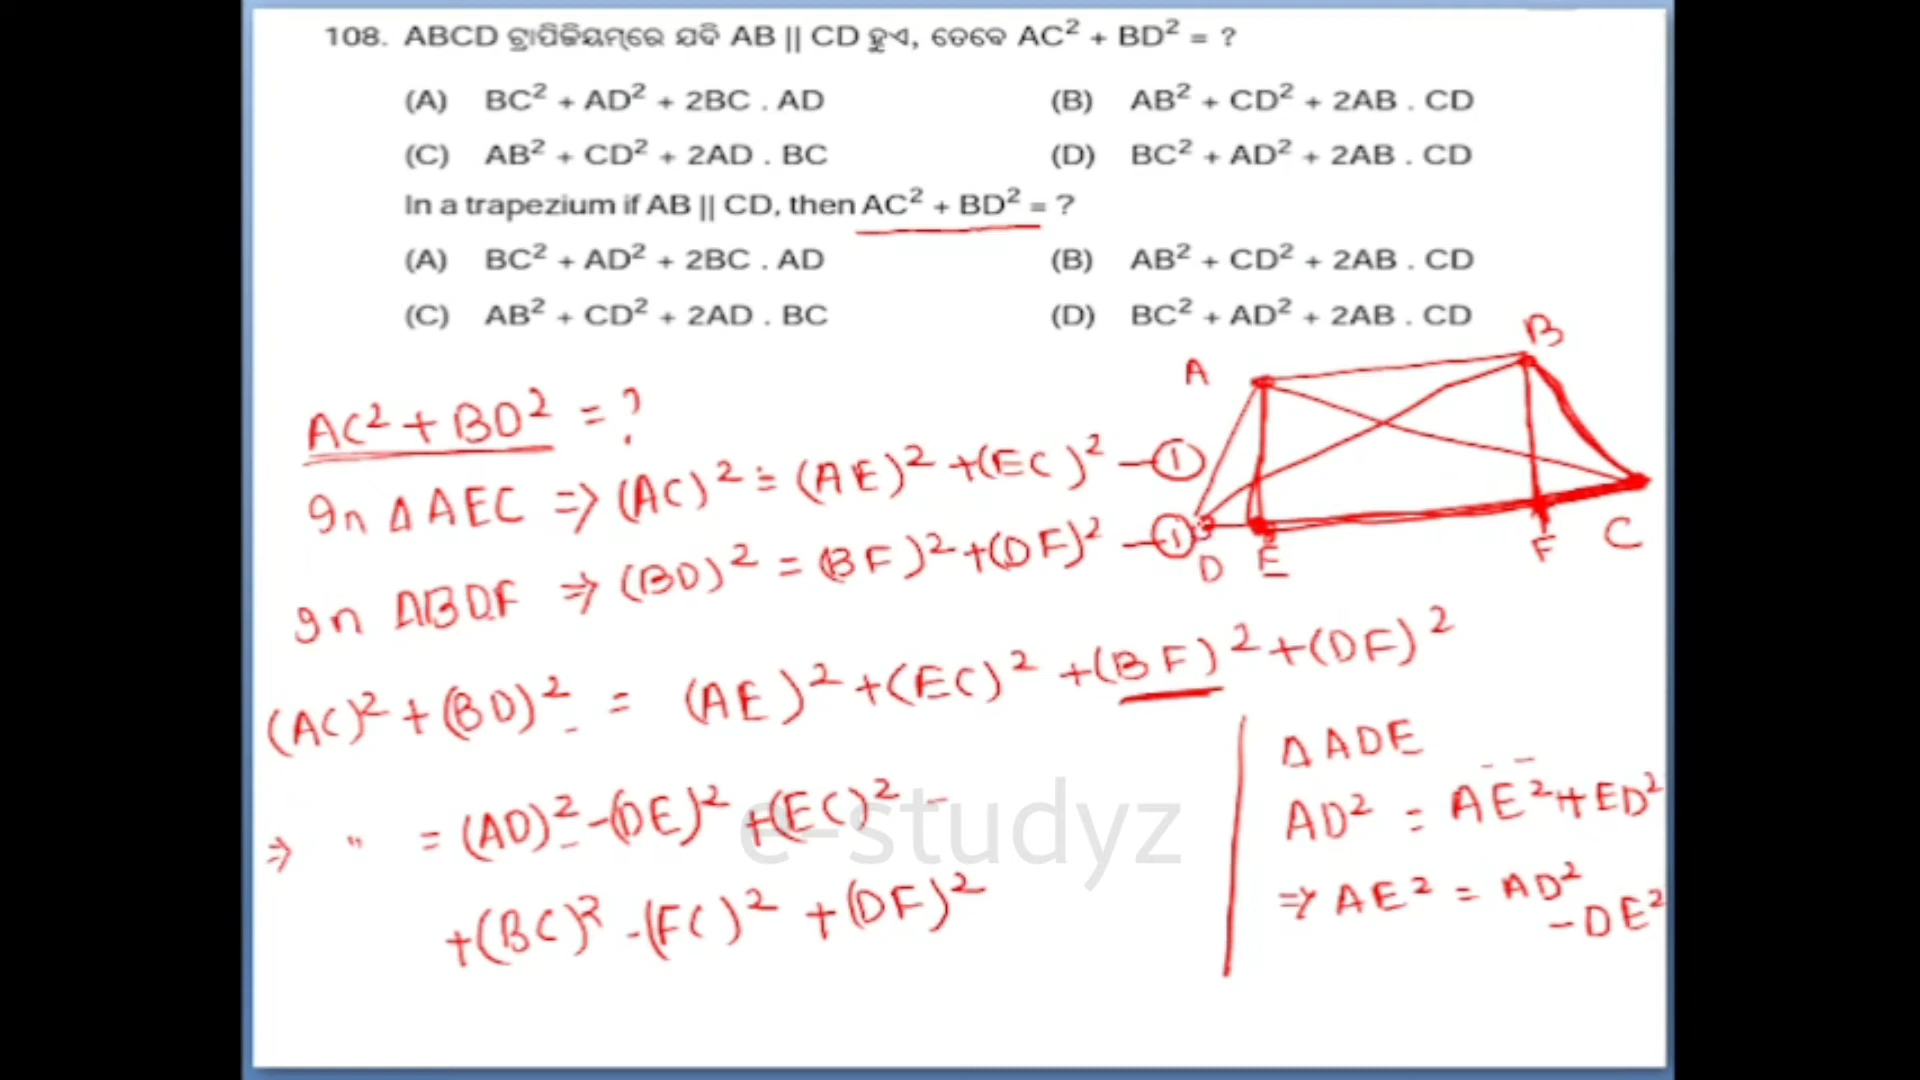 108. ABCD ଟ୍ରାପିଜିୟମ୍‌ରେ ଯଦି AB || CD ହୁଏ, ତେବେ AC² + BD² = ?
(A) BC² + AD² + 2BC . AD (B) AB² + CD² + 2AB . CD
(C) AB² + CD² + 2AD . BC (D) BC² + AD² + 2AB . CD
In a trapezium if AB || CD, then AC² + BD² = ?
(A) BC² + AD² + 2BC . AD (B) AB² + CD² + 2AB . CD
(C) AB² + CD² + 2AD . BC (D) BC² + AD² + 2AB . CD
A B
D E F C
AC² + BD² = ?
In Δ AEC => (AC)² = (AE)² + (EC)² — ①
In ΔBDF => (BD)² = (BF)² + (DF)² — ①
(AC)² + (BD)² = (AE)² + (EC)² + (BF)² + (DF)²
=> " = (AD)² - (DE)² + (EC)² -
+ (BC)² - (FC)² + (DF)²
Δ ADE
AD² = AE² + ED²
=> AE² = AD²
- DE²
e-studyz